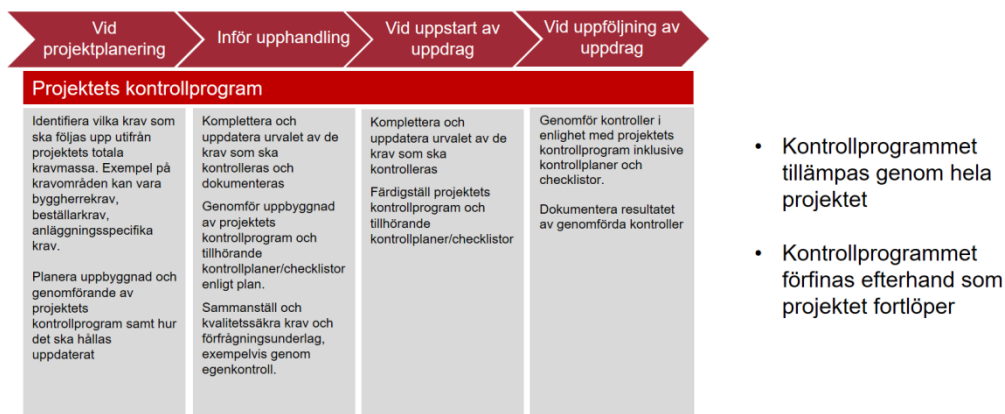 Vid
projektplanering
Inför upphandling
Vid uppstart av
uppdrag
Vid uppföljning av
uppdrag
Projektets kontrollprogram
Identifiera vilka krav som
ska följas upp utifrån
projektets totala
kravmassa. Exempel på
kravområden kan vara
byggherrekrav,
beställarkrav,
anläggningsspecifika
krav.
Planera uppbyggnad och
genomförande av
projektets
kontrollprogram samt hur
det ska hållas
uppdaterat
Komplettera och
uppdatera urvalet av de
krav som ska
kontrolleras och
dokumenteras
Genomför uppbyggnad
av projektets
kontrollprogram och
tillhörande
kontrollplaner/checklistor
enligt plan.
Sammanställ och
kvalitetssäkra krav och
förfrågningsunderlag,
exempelvis genom
egenkontroll.
Komplettera och
uppdatera urvalet av de
krav som ska
kontrolleras
Färdigställ projektets
kontrollprogram och
tillhörande
kontrollplaner/checklistor
Genomför kontroller i
enlighet med projektets
kontrollprogram inklusive
kontrollplaner och
checklistor.
Dokumentera resultatet
av genomförda kontroller
• Kontrollprogrammet
tillämpas genom hela
projektet
• Kontrollprogrammet
förfinas efterhand som
projektet fortlöper